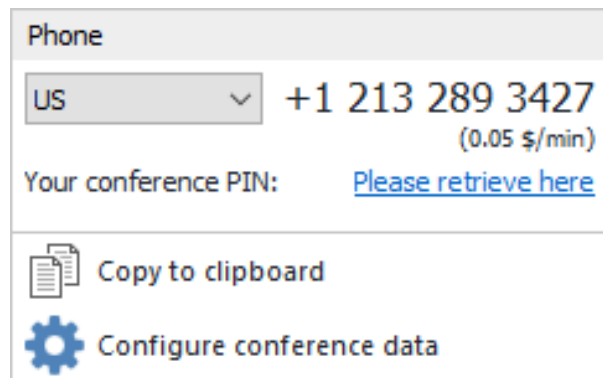 Phone
US +1 213 289 3427
(0.05 $/min)
Your conference PIN: Please retrieve here
Copy to clipboard
Configure conference data